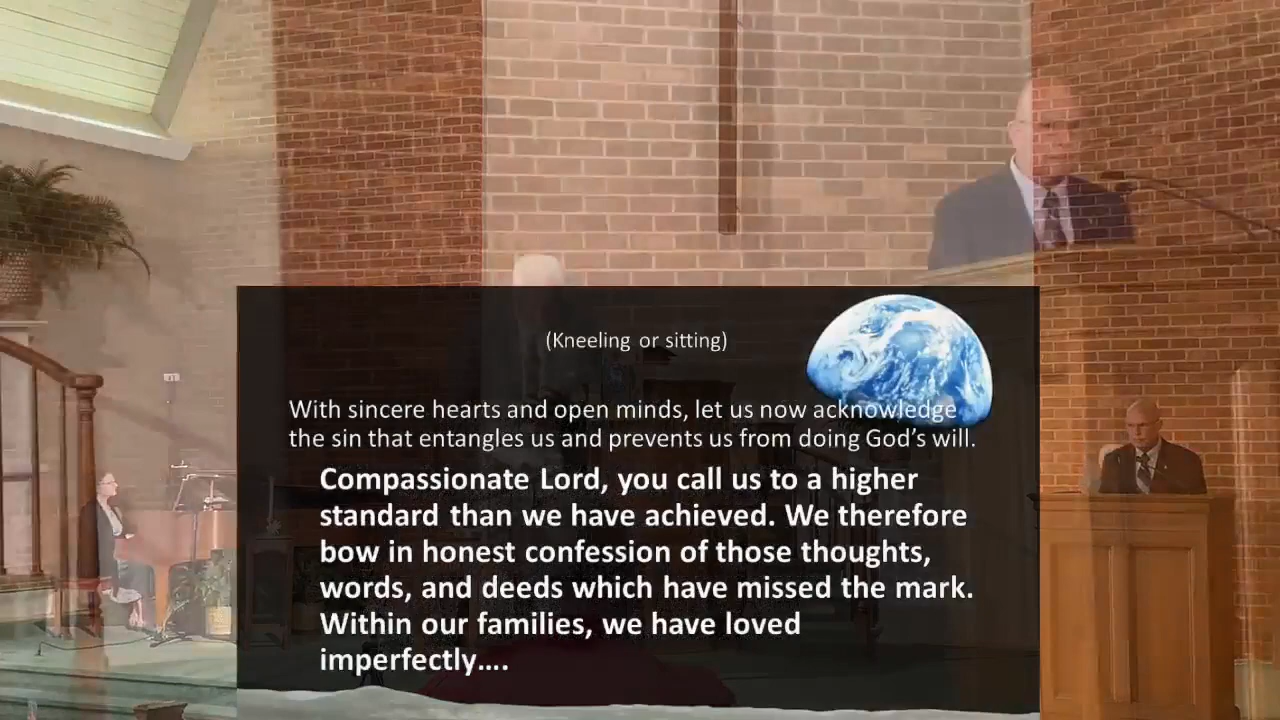 (Kneeling or sitting)
With sincere hearts and open minds, let us now acknowledge
the sin that entangles us and prevents us from doing God's will.
Compassionate Lord, you call us to a higher
standard than we have achieved. We therefore
bow in honest confession of those thoughts,
words, and deeds which have missed the mark.
Within our families, we have loved
imperfectly….